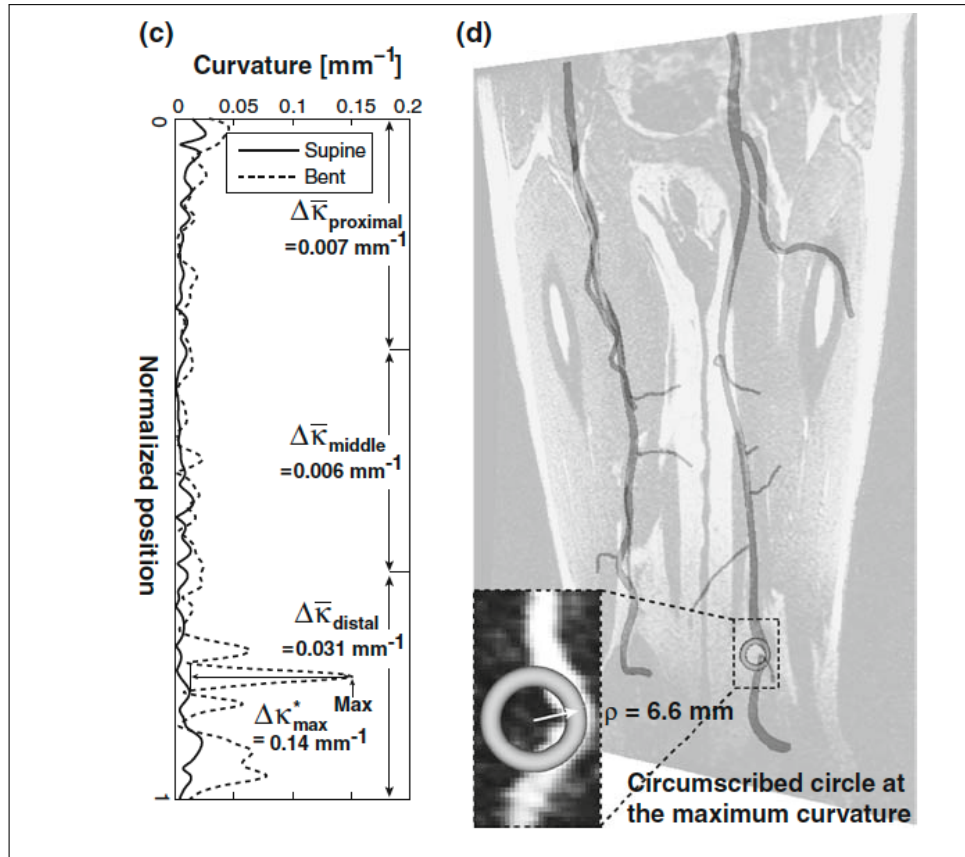 (c)
Curvature [mm⁻¹]
0 0.05 0.1 0.15 0.2
0
Supine
Bent
Δκ̅proximal
=0.007 mm⁻¹
Normalized position
Δκ̅middle
=0.006 mm⁻¹
Δκ̅distal
=0.031 mm⁻¹
Max
Δκ*max
= 0.14 mm⁻¹
1
(d)
ρ = 6.6 mm
Circumscribed circle at
the maximum curvature